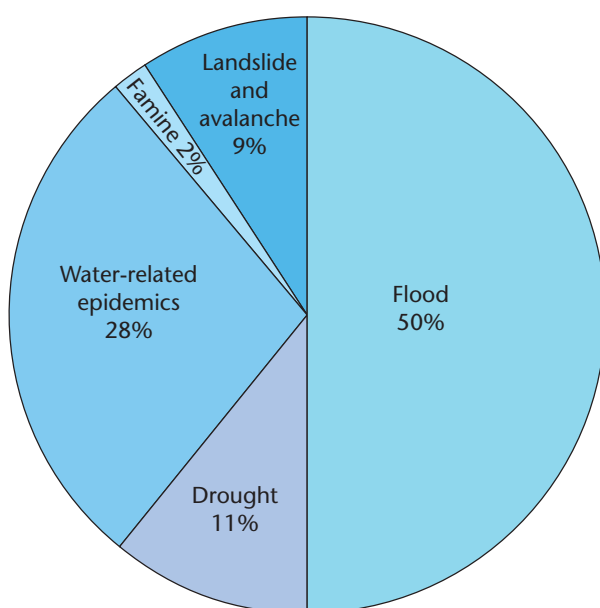 Landslide
and
avalanche
9%
Famine 2%
Water-related
epidemics
28%
Flood
50%
Drought
11%